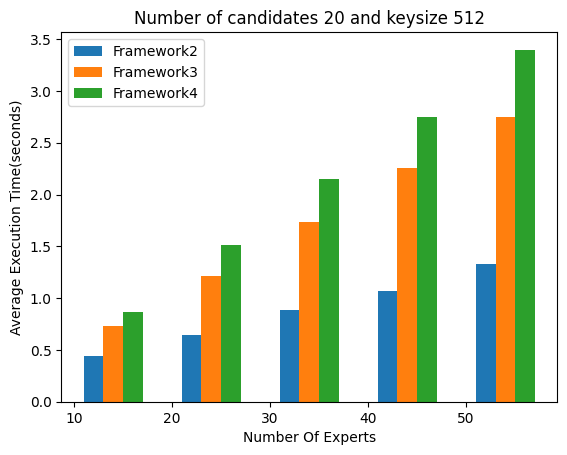 Number of candidates 20 and keysize 512
Framework2
Framework3
Framework4
Average Execution Time(seconds)
3.5
3.0
2.5
2.0
1.5
1.0
0.5
0.0
10 20 30 40 50
Number Of Experts